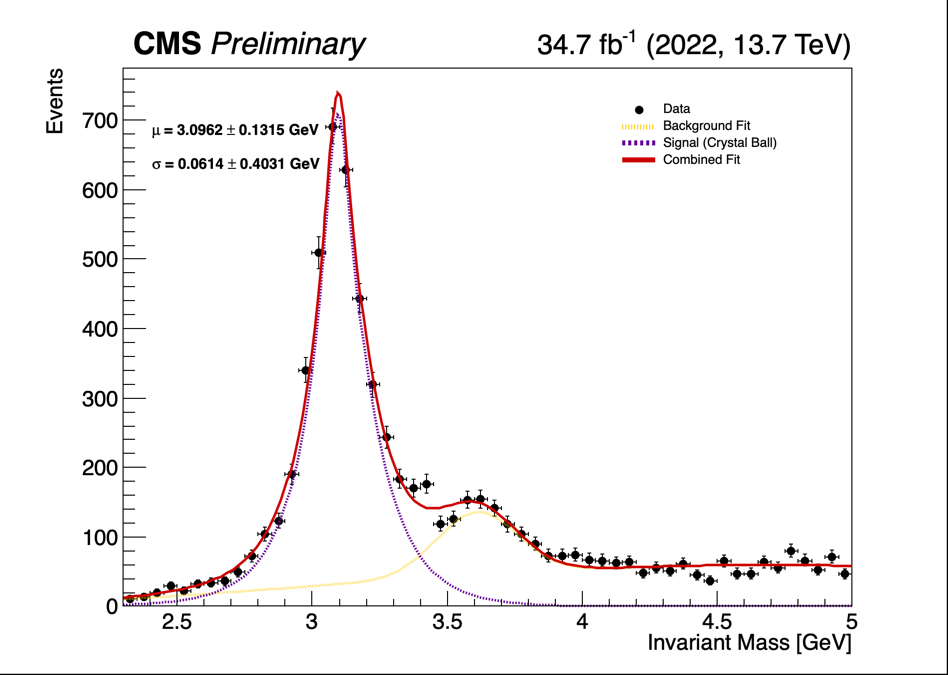 CMS Preliminary
34.7 fb⁻¹ (2022, 13.7 TeV)
Events
μ = 3.0962 ± 0.1315 GeV
σ = 0.0614 ± 0.4031 GeV
Data
Background Fit
Signal (Crystal Ball)
Combined Fit
700
600
500
400
300
200
100
0
2.5
3
3.5
4
4.5
5
Invariant Mass [GeV]